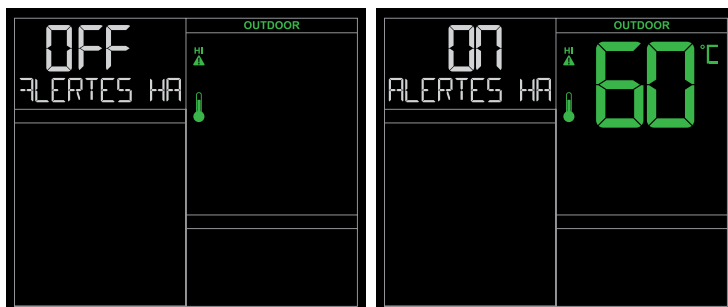 OFF
ALERTES HA
OUTDOOR
HI
ON
ALERTES HA
OUTDOOR
HI
60 °C